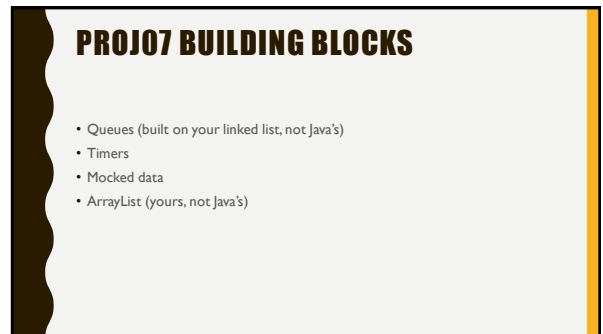 PROJ07 BUILDING BLOCKS
• Queues (built on your linked list, not Java's)
• Timers
• Mocked data
• ArrayList (yours, not Java's)